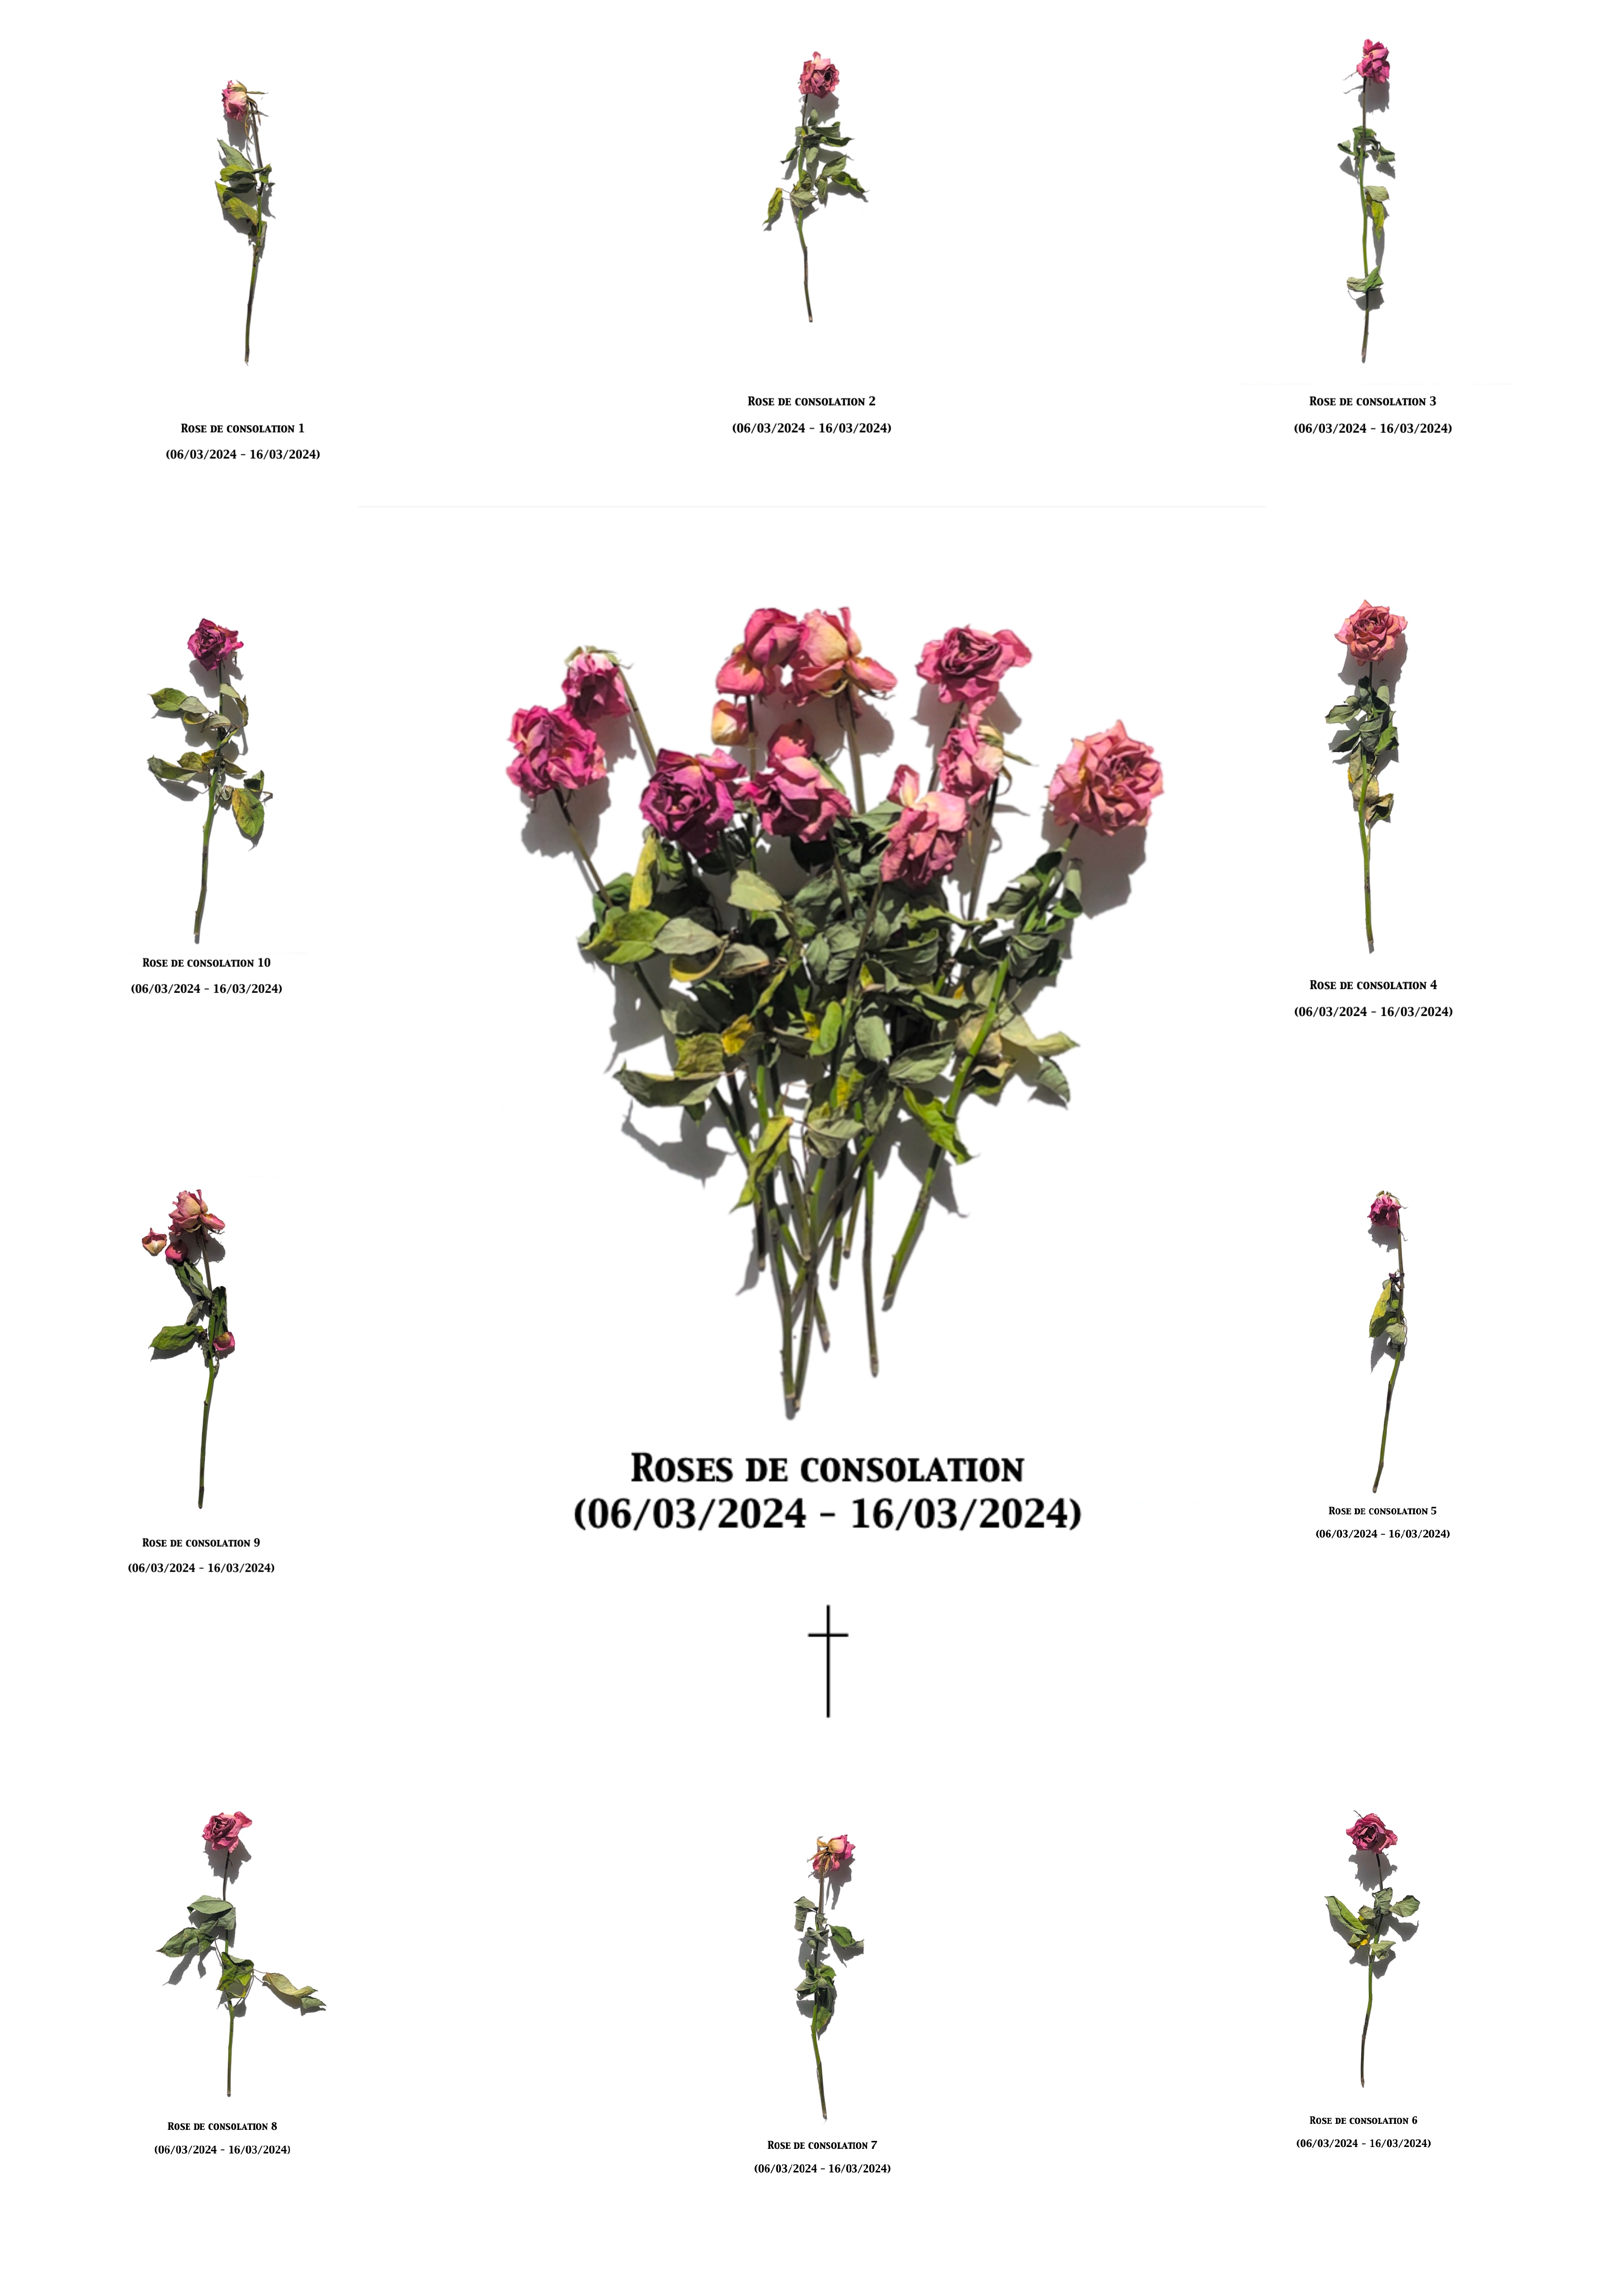 Rose de consolation 1
(06/03/2024 - 16/03/2024)
Rose de consolation 2
(06/03/2024 - 16/03/2024)
Rose de consolation 3
(06/03/2024 - 16/03/2024)
Rose de consolation 10
(06/03/2024 - 16/03/2024)
Rose de consolation 4
(06/03/2024 - 16/03/2024)
Roses de consolation
(06/03/2024 - 16/03/2024)
Rose de consolation 9
(06/03/2024 - 16/03/2024)
Rose de consolation 5
(06/03/2024 - 16/03/2024)
Rose de consolation 8
(06/03/2024 - 16/03/2024)
Rose de consolation 7
(06/03/2024 - 16/03/2024)
Rose de consolation 6
(06/03/2024 - 16/03/2024)